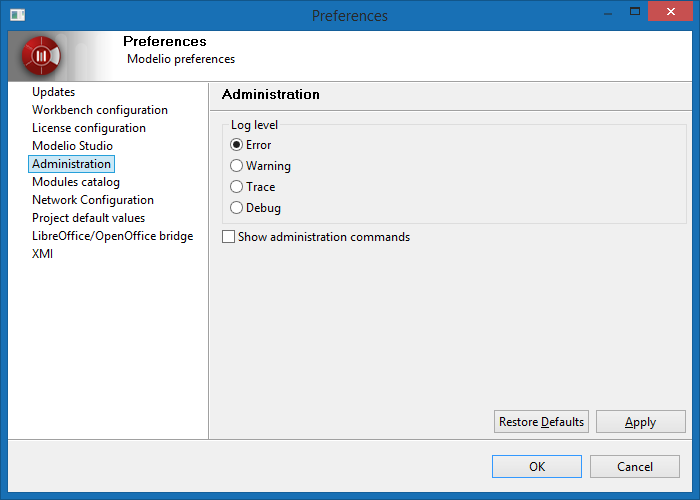 Preferences
Preferences
Modelio preferences
Updates
Workbench configuration
License configuration
Modelio Studio
Administration
Modules catalog
Network Configuration
Project default values
LibreOffice/OpenOffice bridge
XMI
Administration
Log level
Error
Warning
Trace
Debug
Show administration commands
Restore Defaults
Apply
OK
Cancel